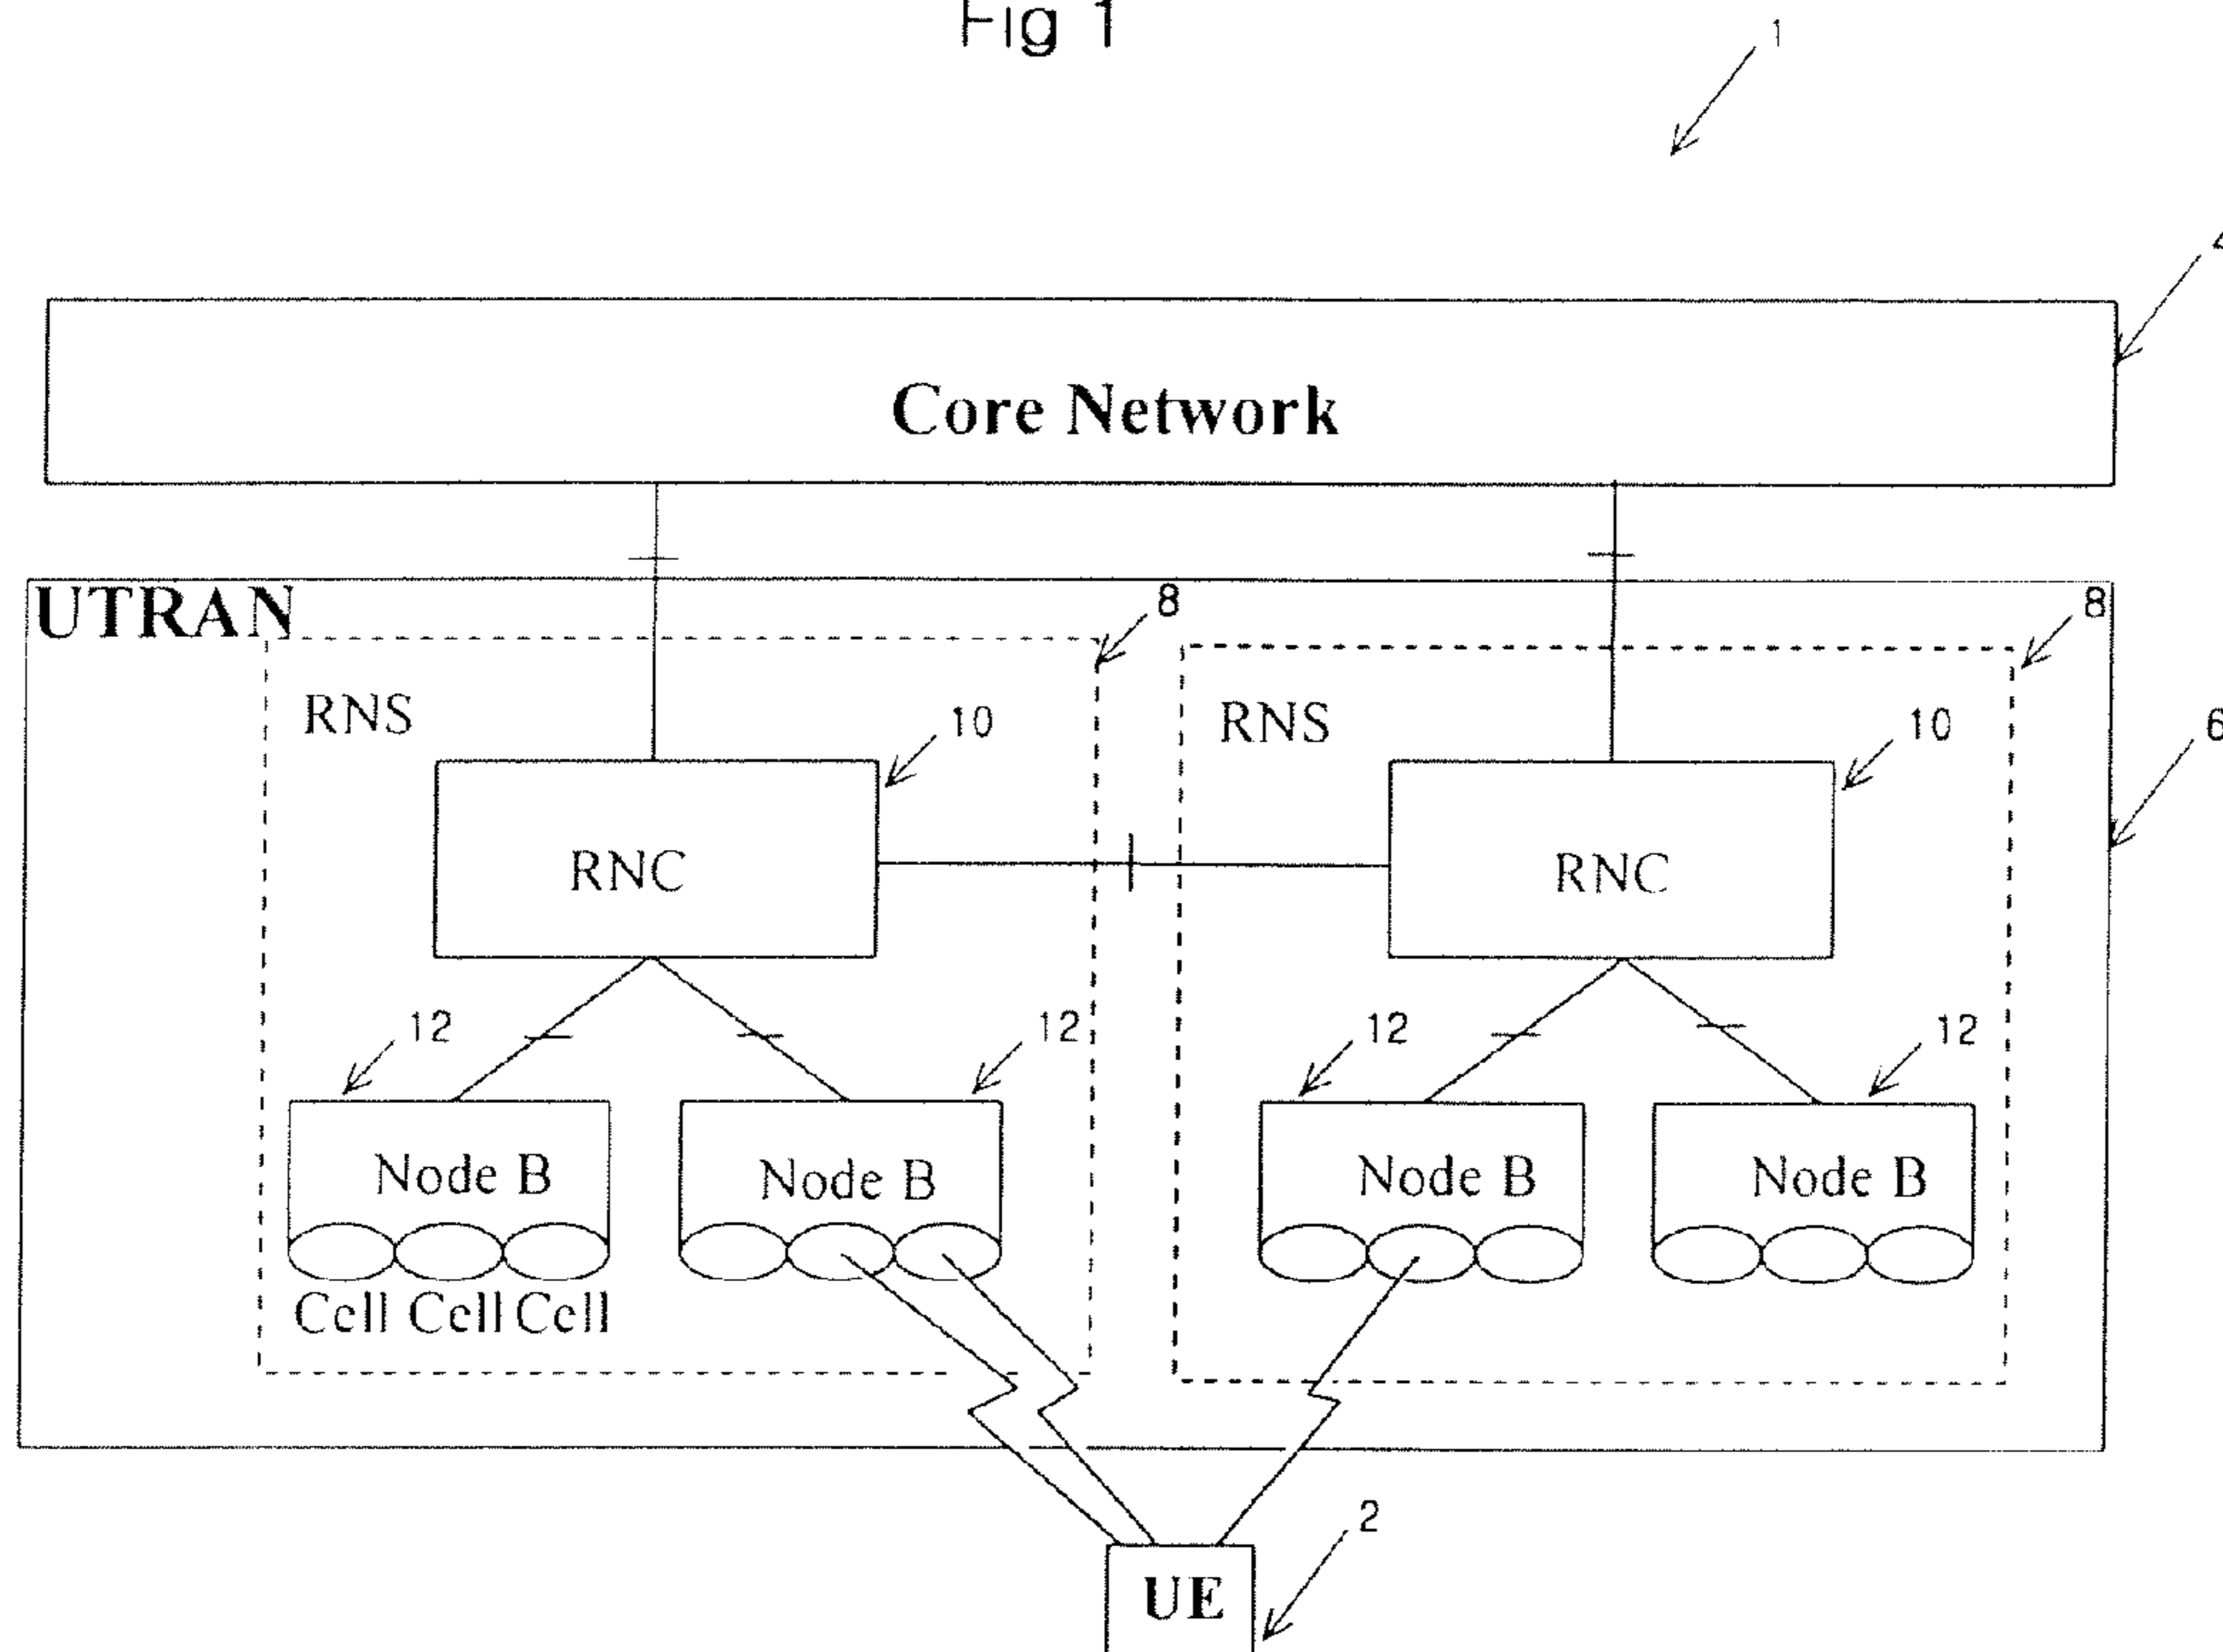 Fig 1
1
4
Core Network
UTRAN
8
8
RNS
RNS
10
10
6
RNC
RNC
12
12
12
12
Node B
Node B
Node B
Node B
Cell Cell Cell
2
UE